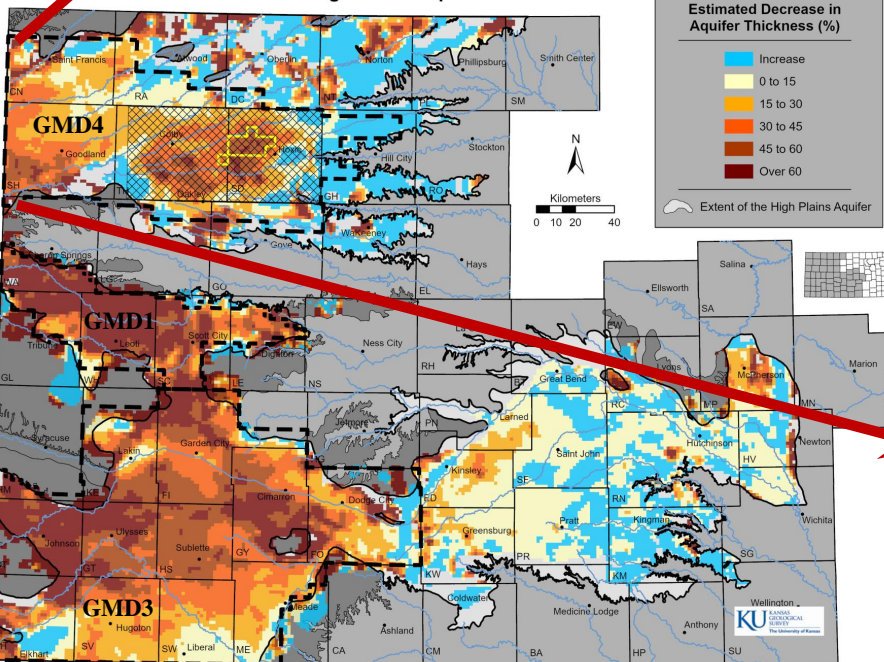 Estimated Decrease in
Aquifer Thickness (%)
Increase
0 to 15
15 to 30
30 to 45
45 to 60
Over 60
Extent of the High Plains Aquifer
N
Kilometers
0 10 20 40
Saint Francis
Atwood
Oberlin
Norton
Phillipsburg
Smith Center
CN
RA
DC
NT
PL
SM
GMD4
Colby
Hoxie
Goodland
Hill City
Stockton
SH
Oakley
SD
GH
RO
WaKeeney
Gove
Hays
GO
EL
Salina
Ellsworth
SA
GMD1
Tribune
Leoti
Scott City
Dighton
Ness City
RH
Great Bend
Lyons
McPherson
Marion
GL
SC
LE
NS
BT
RC
MP
MN
Syracuse
Lakin
Garden City
Jetmore
PN
Larned
Saint John
Hutchinson
HV
Newton
KE
FI
Cimarron
Dodge City
Kinsley
ED
SF
RN
Johnson
Ulysses
Sublette
GY
FO
Greensburg
Pratt
Kingman
Wichita
GT
HS
KW
PR
KM
SG
GMD3
Hugoton
Meade
Coldwater
Medicine Lodge
Wellington
Ashland
Anthony
Elkhart
SV
SW
Liberal
ME
CA
CM
BA
HP
SU
KU
KANSAS
GEOLOGICAL
SURVEY
The University of Kansas